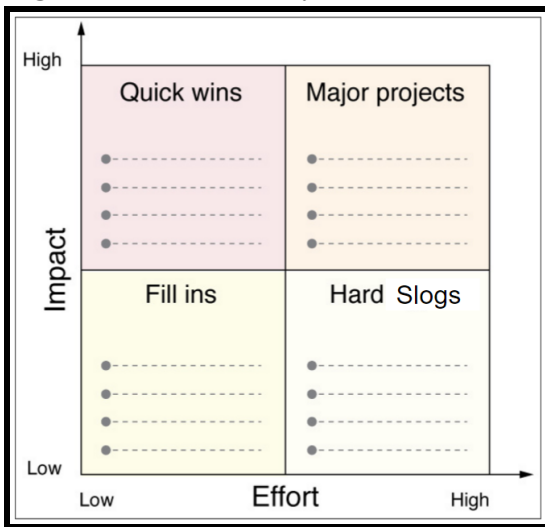 High
Quick wins
Major projects
Impact
Fill ins
Hard Slogs
Low
Low
Effort
High